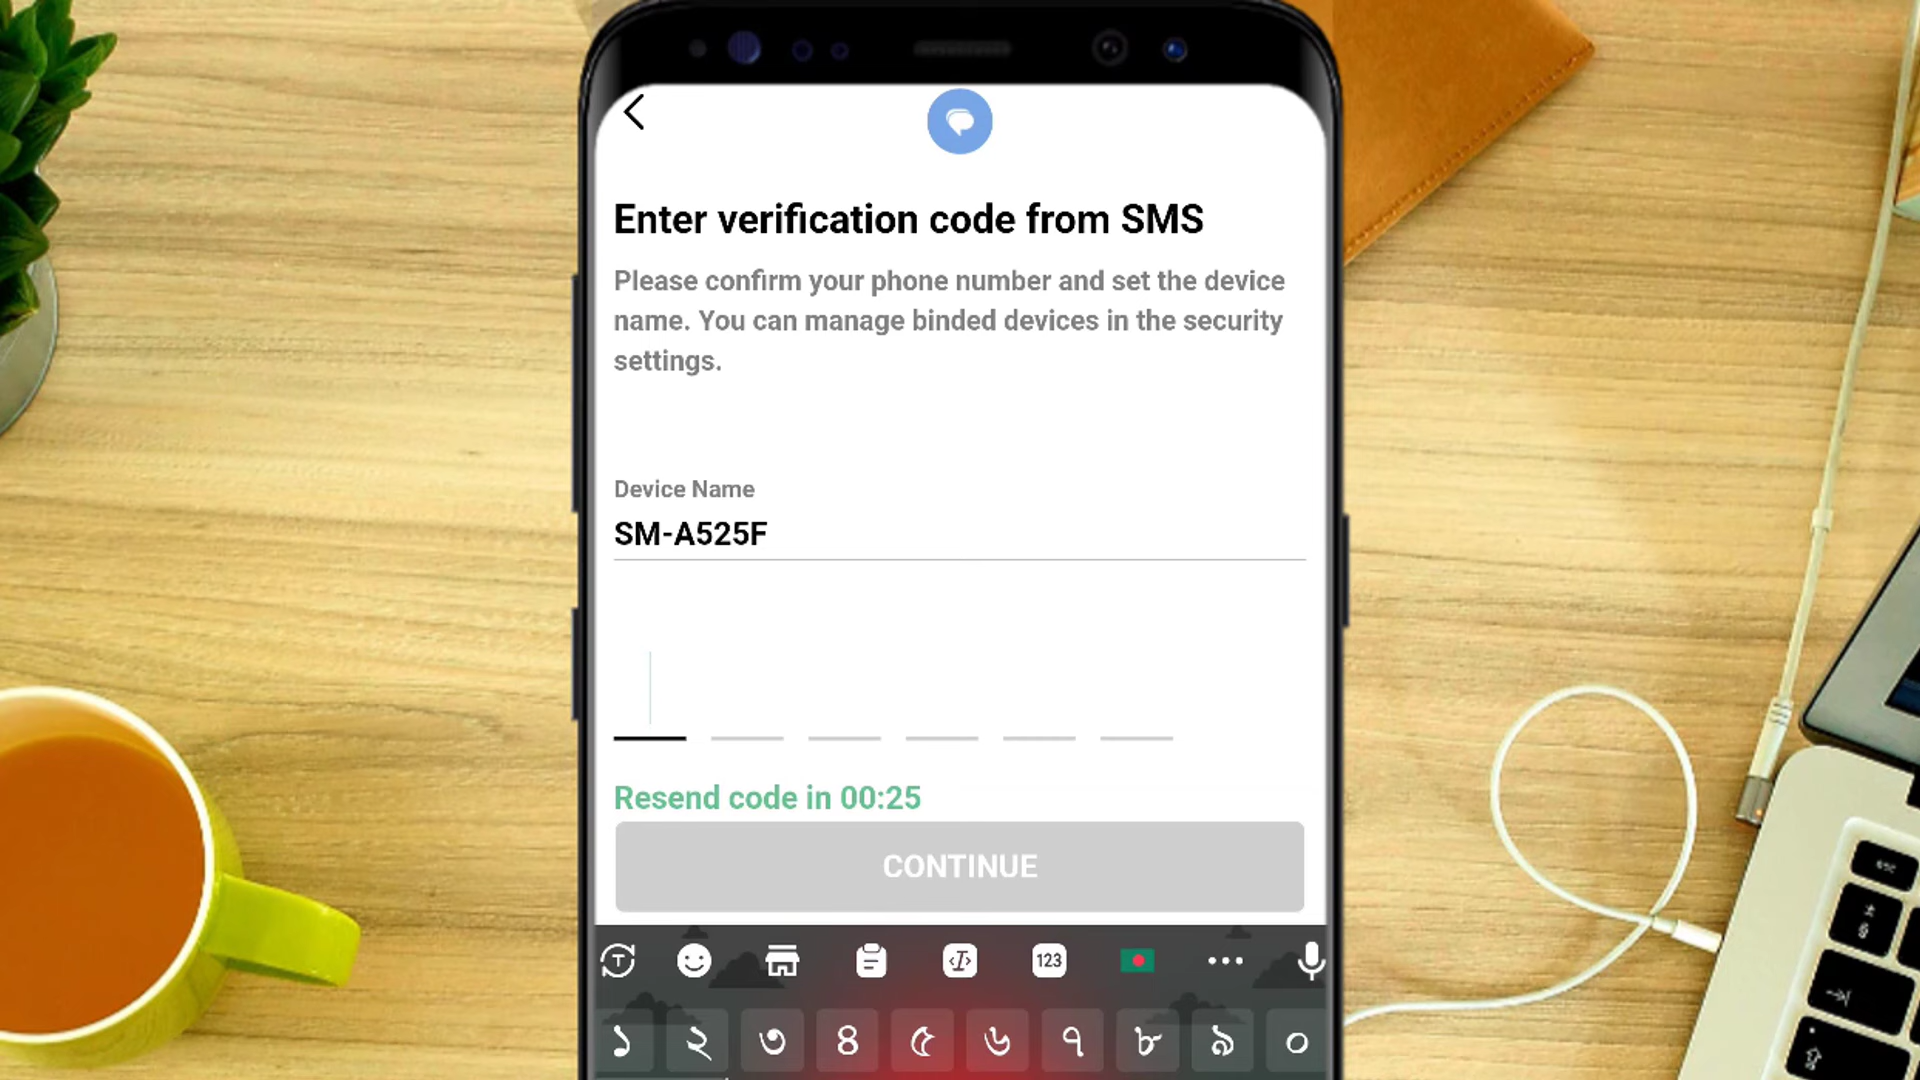 Enter verification code from SMS
Please confirm your phone number and set the device
name. You can manage binded devices in the security
settings.
Device Name
SM-A525F
Resend code in 00:25
CONTINUE
T
123
১ ২ ৩ 8 ৫ ৬ ৭ ৮ ৯ ০
esc